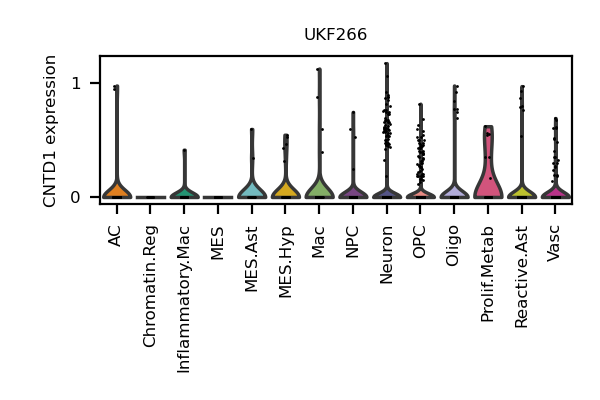 UKF266
CNTD1 expression
1
0
AC
Chromatin.Reg
Inflammatory.Mac
MES
MES.Ast
MES.Hyp
Mac
NPC
Neuron
OPC
Oligo
Prolif.Metab
Reactive.Ast
Vasc